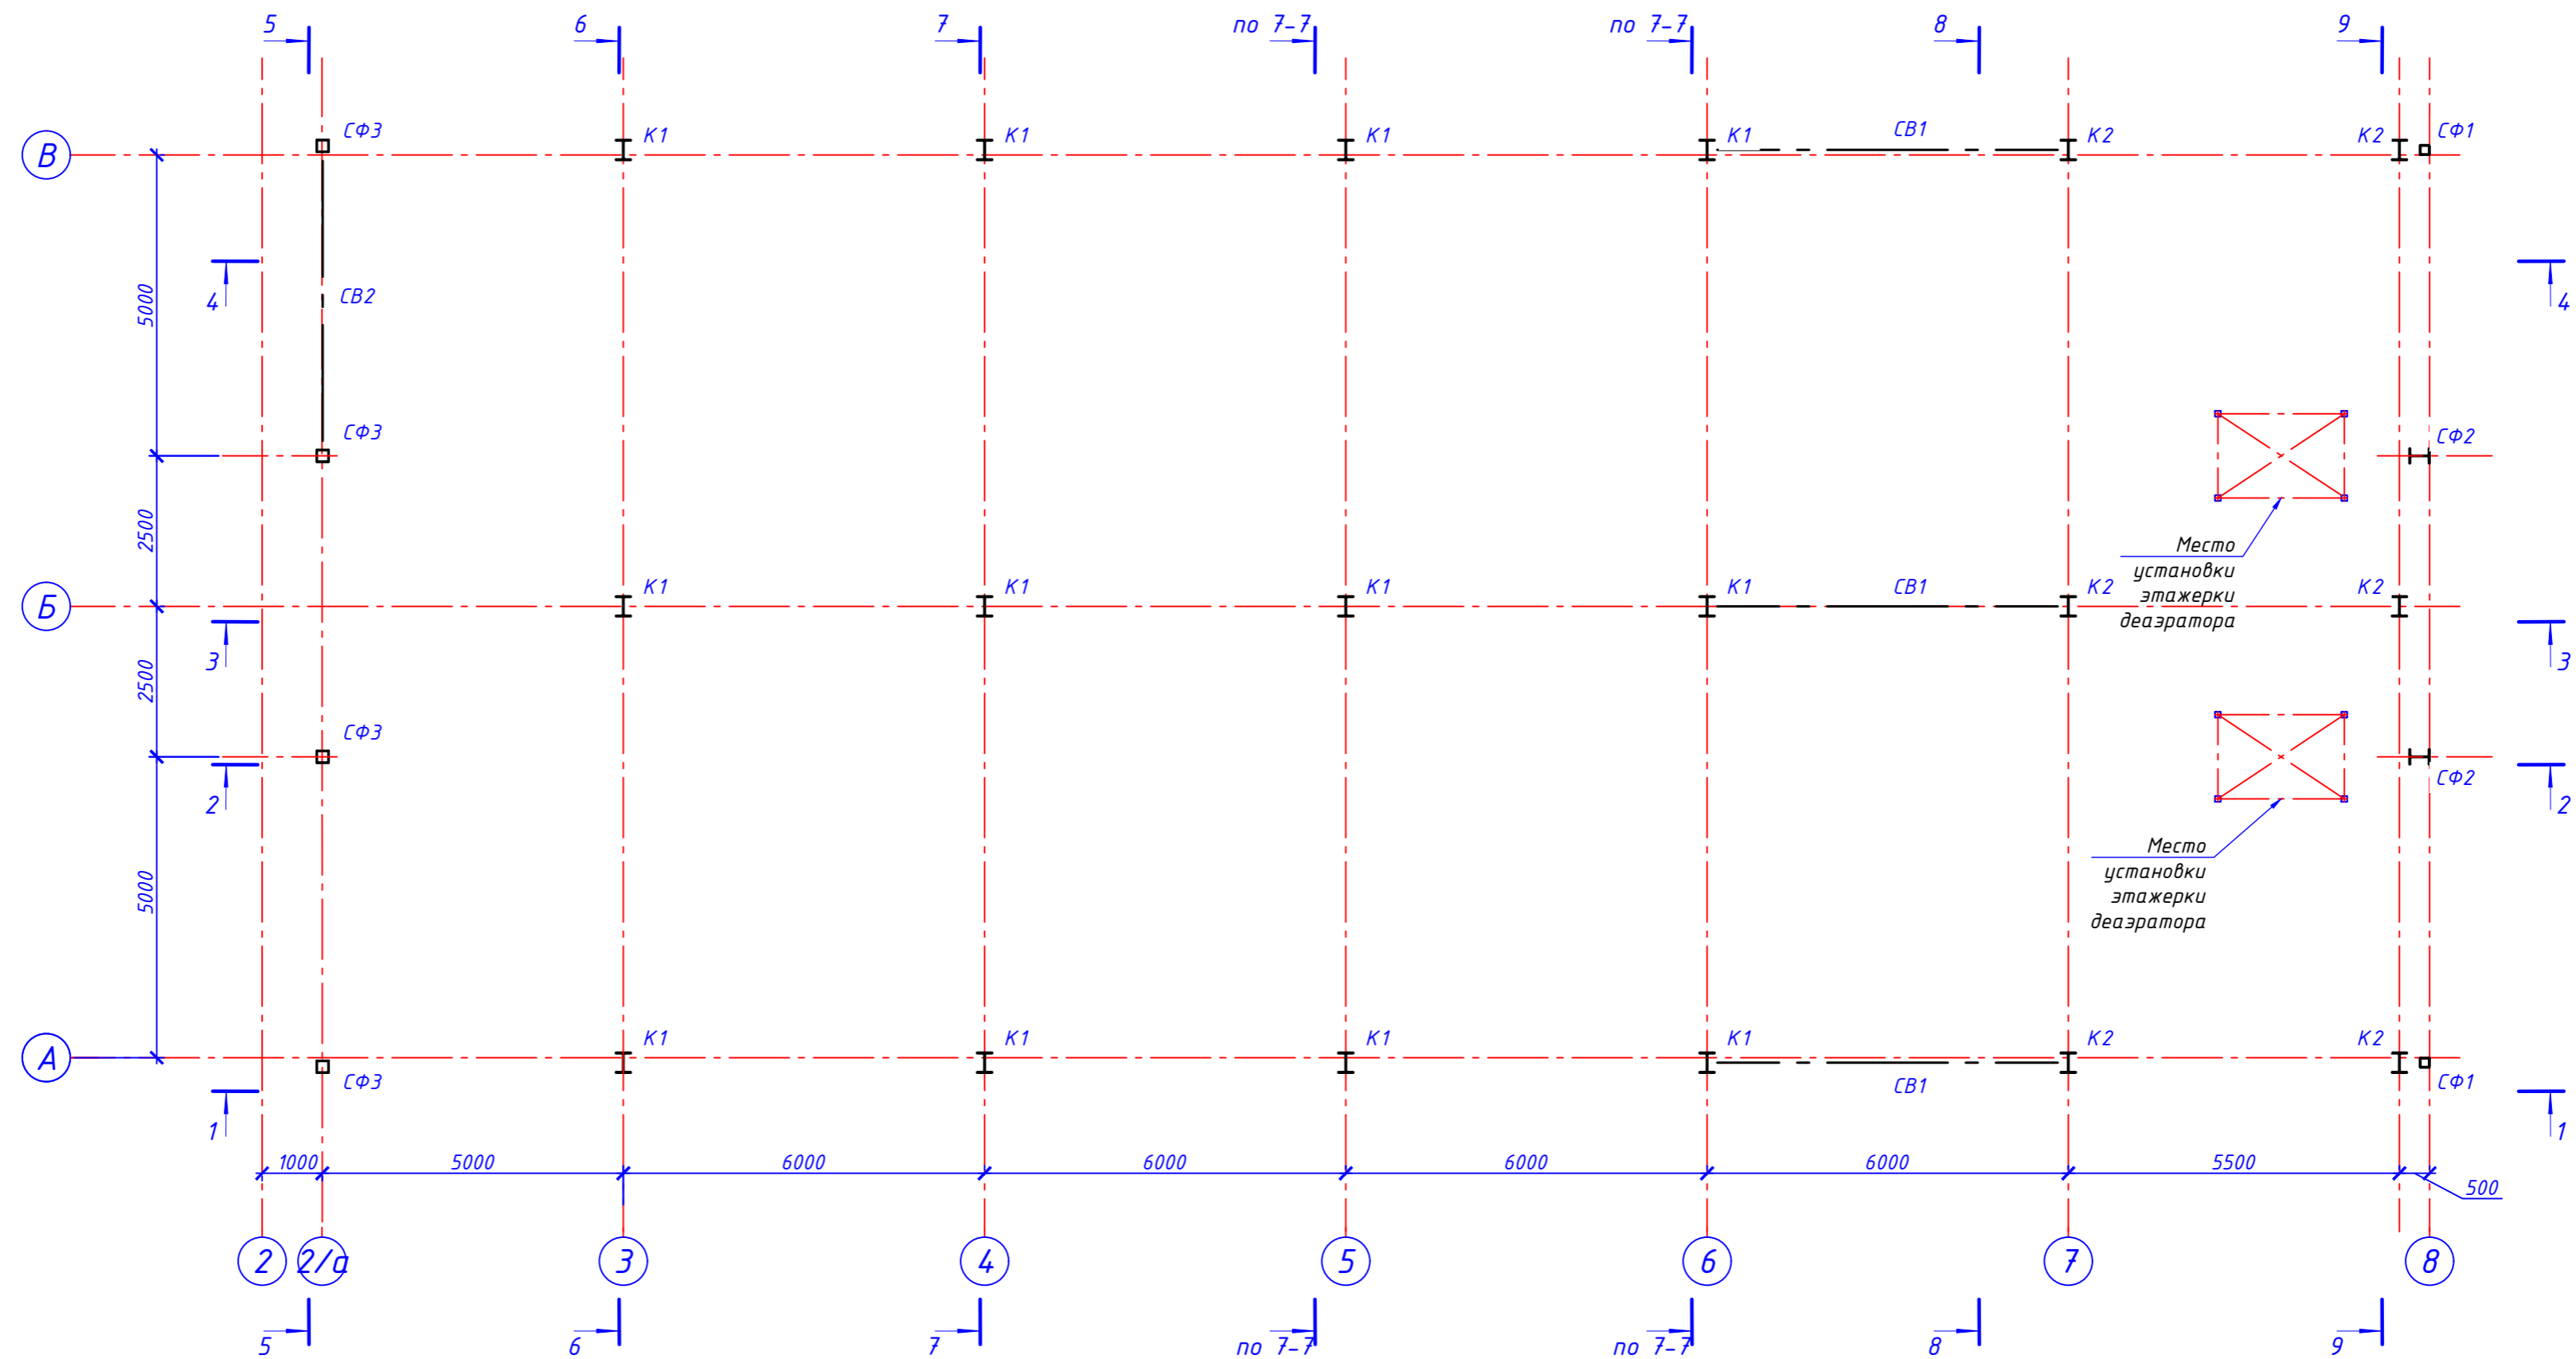 5 6 7 по 7-7 по 7-7 8 9
СФ3 К1 К1 К1 К1 СВ1 К2 К2 СФ1
В
4 5000 СВ2 4
СФ3 СФ2
2500
Место
установки
этажерки
деаэратора
Б К1 К1 К1 К1 СВ1 К2 К2
3 2500 3
СФ3
2 СФ2 2
Место
установки
этажерки
деаэратора
5000
А К1 К1 К1 К1 К2 К2
СФ3 СВ1 СФ1
1 1
1000 5000 6000 6000 6000 6000 5500
500
2 2/а 3 4 5 6 7 8
5 6 7 по 7-7 по 7-7 8 9